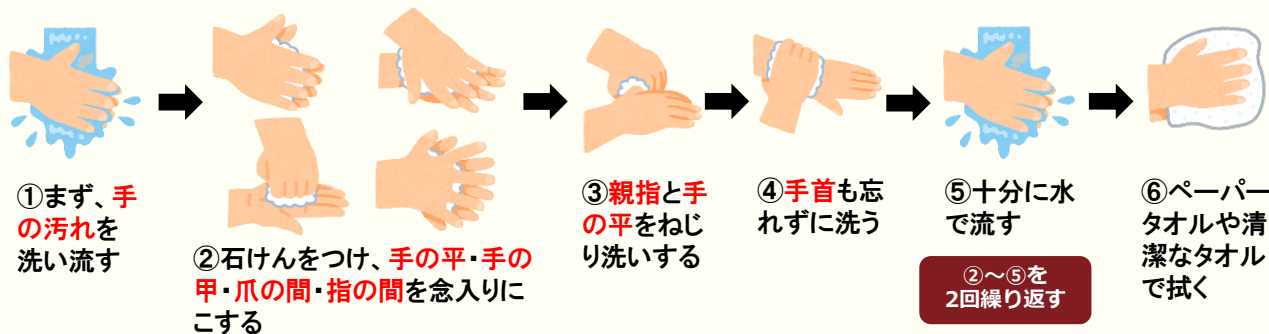 ①まず、手
の汚れを
洗い流す
②石けんをつけ、手の平・手の
甲・爪の間・指の間を念入りに
こする
③親指と手
の平をねじ
り洗いする
④手首も忘
れずに洗う
⑤十分に水
で流す
②～⑤を
2回繰り返す
⑥ペーパー
タオルや清
潔なタオル
で拭く